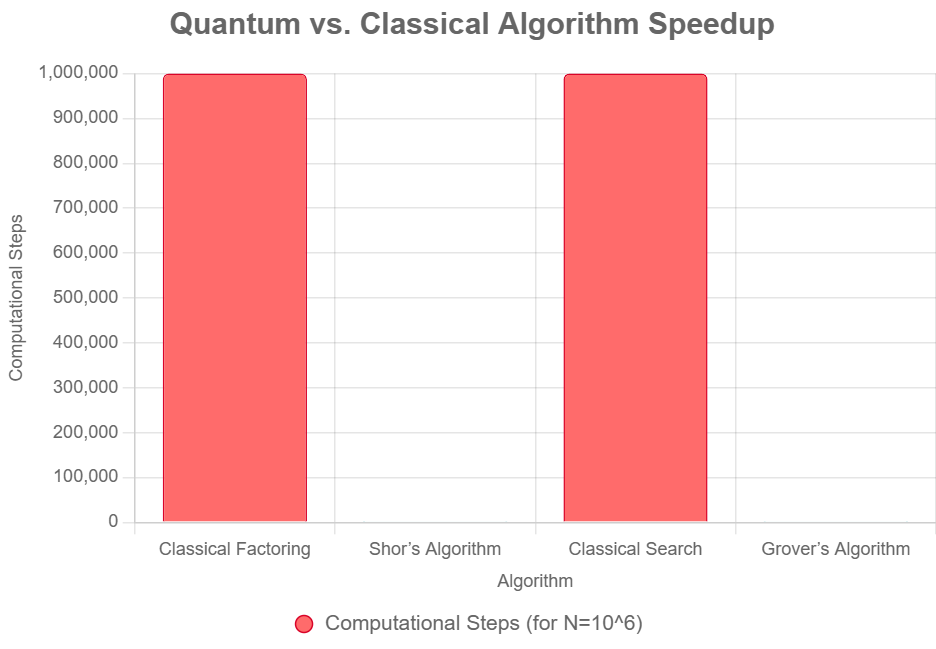 Quantum vs. Classical Algorithm Speedup
1,000,000
900,000
800,000
700,000
600,000
500,000
400,000
300,000
200,000
100,000
0
Computational Steps
Classical Factoring
Shor’s Algorithm
Classical Search
Grover’s Algorithm
Algorithm
Computational Steps (for N=10^6)